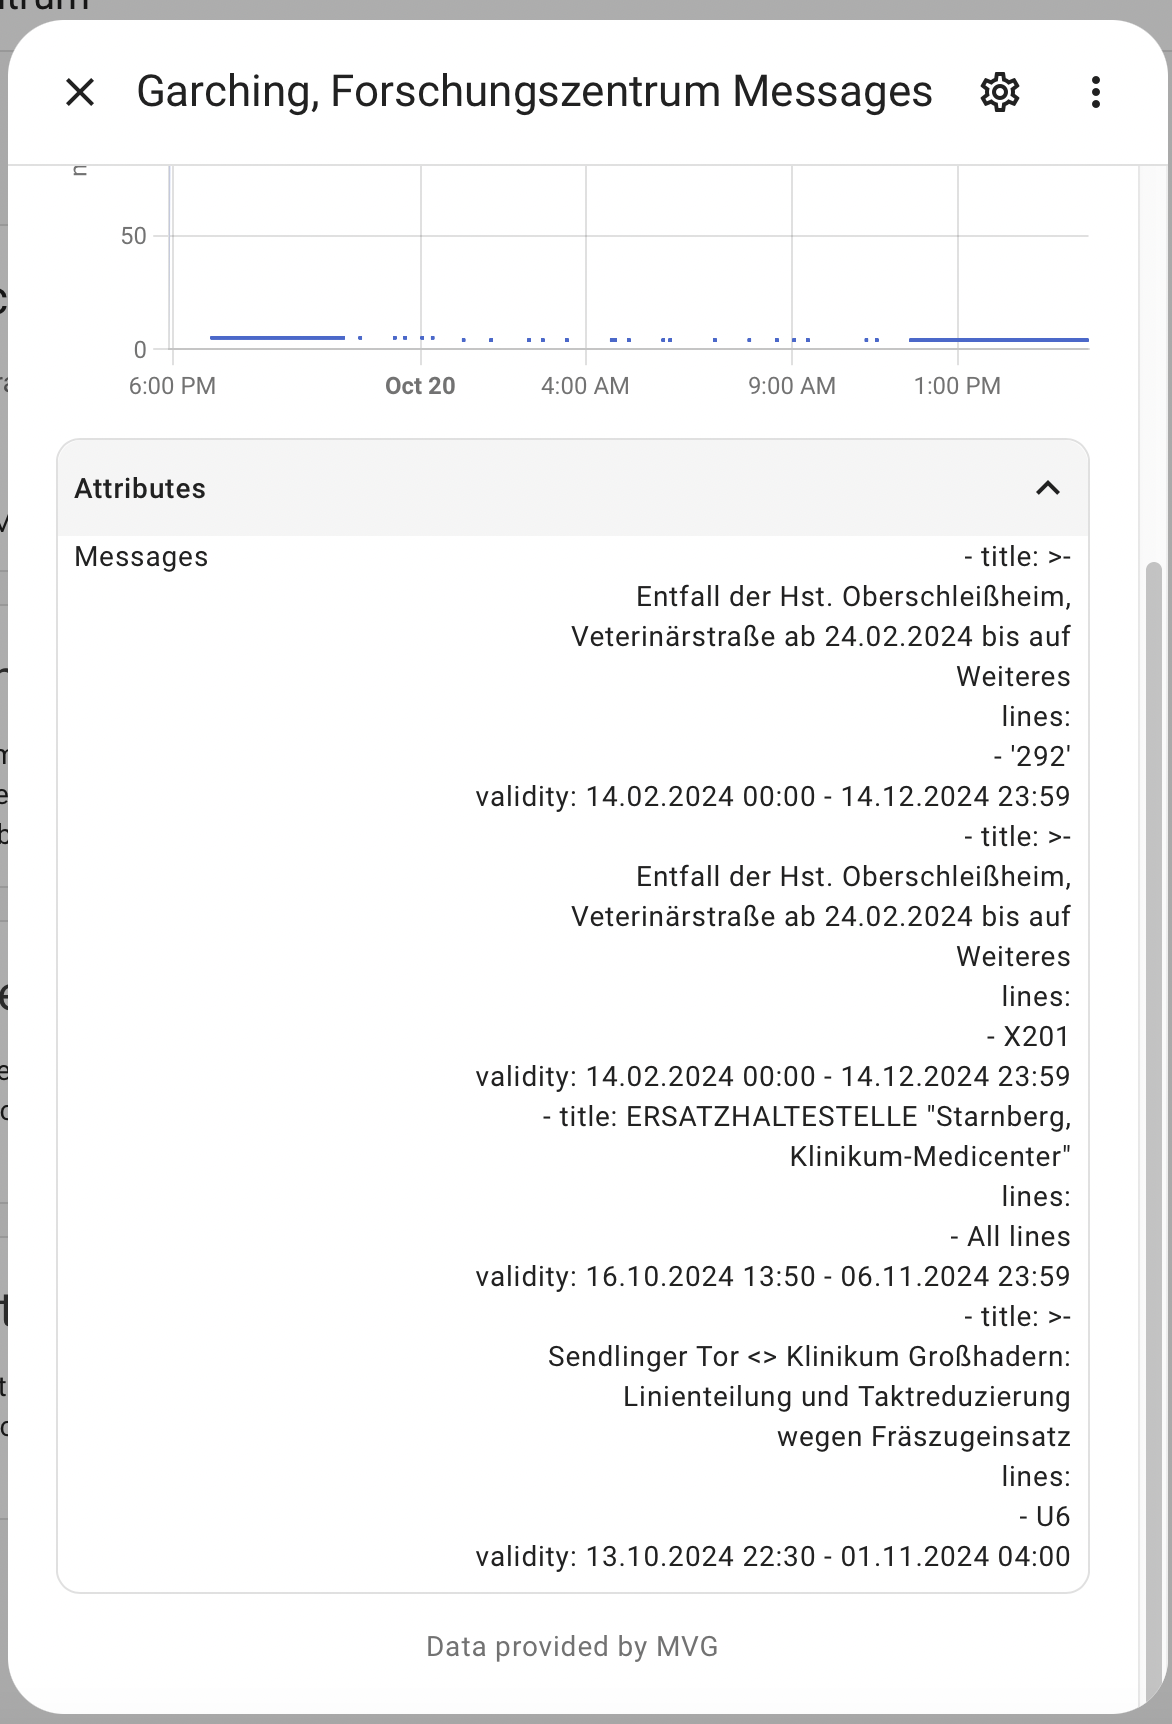 Garching, Forschungszentrum Messages
50
0
6:00 PM
Oct 20
4:00 AM
9:00 AM
1:00 PM
Attributes
Messages
- title: >-
Entfall der Hst. Oberschleißheim,
Veterinärstraße ab 24.02.2024 bis auf
Weiteres
lines:
- '292'
validity: 14.02.2024 00:00 - 14.12.2024 23:59
- title: >-
Entfall der Hst. Oberschleißheim,
Veterinärstraße ab 24.02.2024 bis auf
Weiteres
lines:
- X201
validity: 14.02.2024 00:00 - 14.12.2024 23:59
- title: ERSATZHALTESTELLE "Starnberg,
Klinikum-Medicenter"
lines:
- All lines
validity: 16.10.2024 13:50 - 06.11.2024 23:59
- title: >-
Sendlinger Tor <> Klinikum Großhadern:
Linienteilung und Taktreduzierung
wegen Fräszugeinsatz
lines:
- U6
validity: 13.10.2024 22:30 - 01.11.2024 04:00
Data provided by MVG